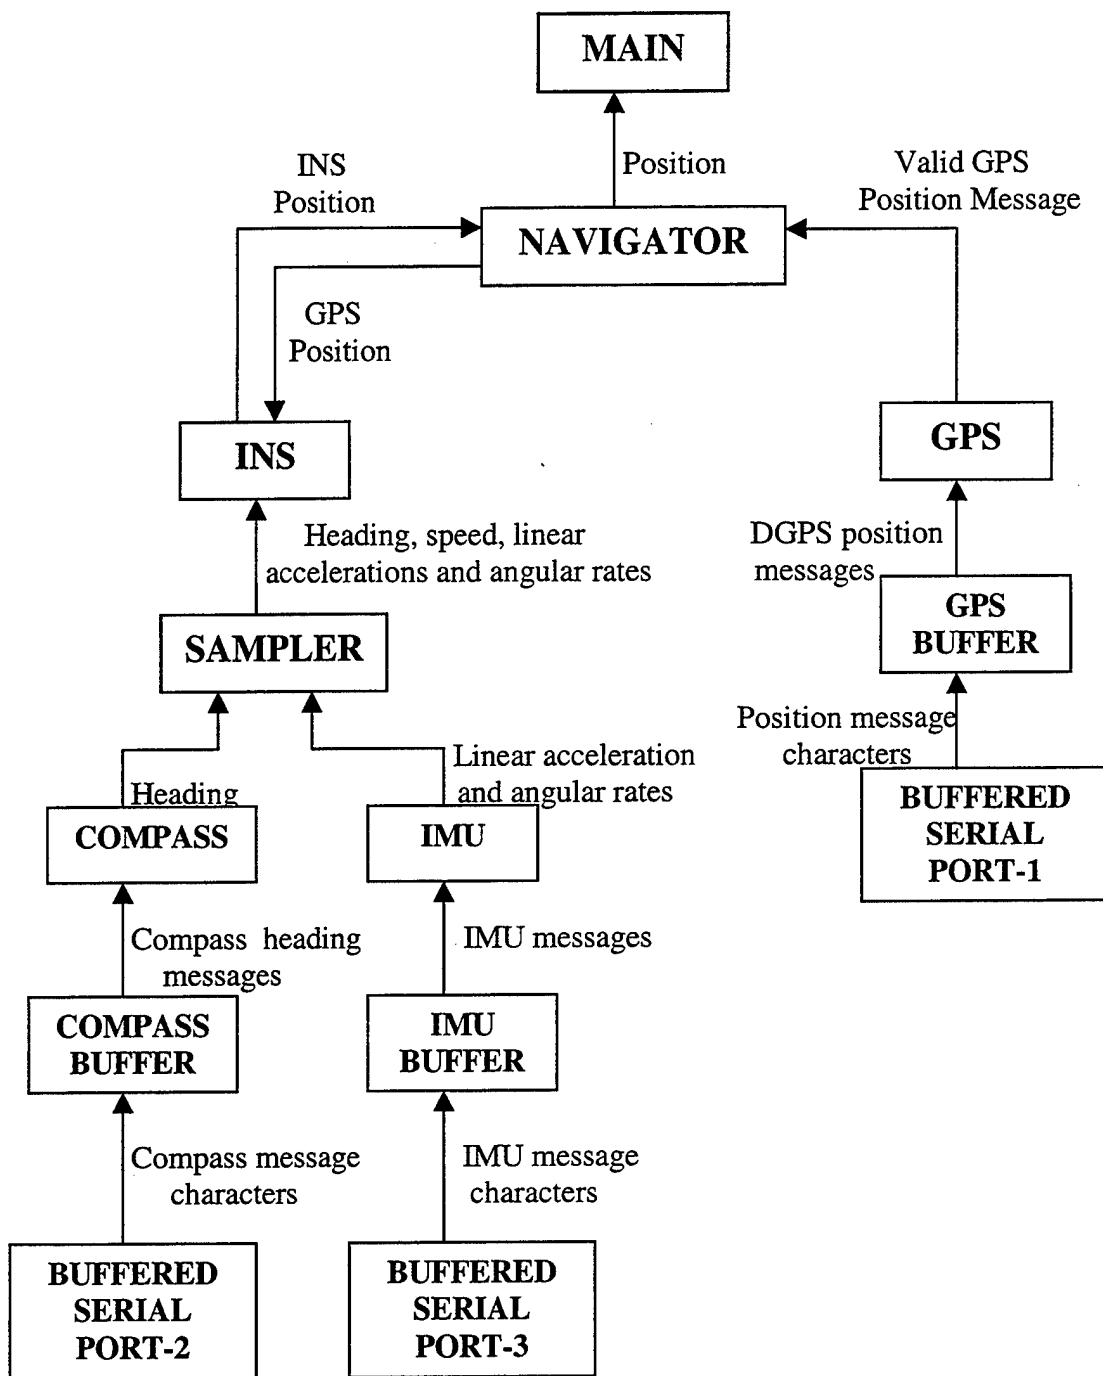 MAIN
INS
Position
Position
Valid GPS
Position Message
NAVIGATOR
GPS
Position
INS
GPS
Heading, speed, linear
accelerations and angular rates
DGPS position
messages
SAMPLER
GPS
BUFFER
Position message
characters
Heading
Linear acceleration
and angular rates
COMPASS
IMU
BUFFERED
SERIAL
PORT-1
Compass heading
messages
IMU messages
COMPASS
BUFFER
IMU
BUFFER
Compass message
characters
IMU message
characters
BUFFERED
SERIAL
PORT-2
BUFFERED
SERIAL
PORT-3